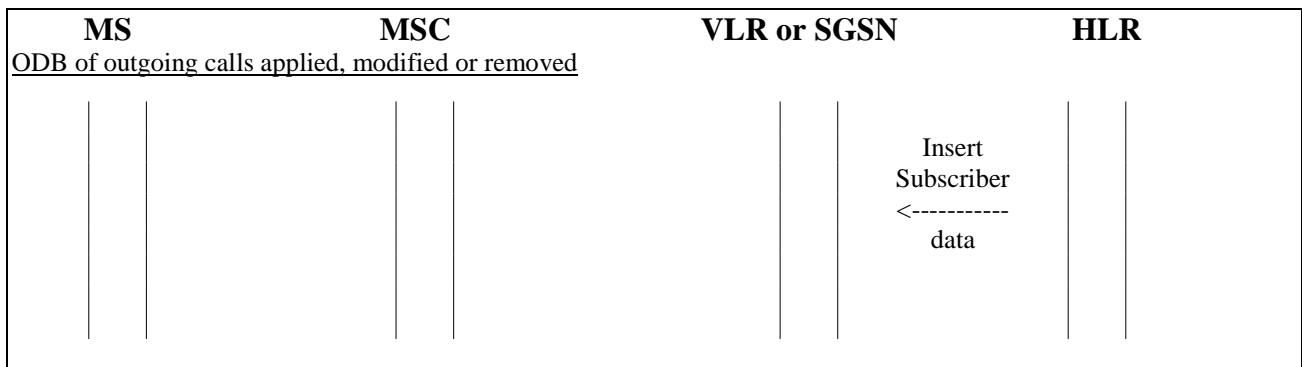 MS MSC VLR or SGSN HLR
ODB of outgoing calls applied, modified or removed
Insert
Subscriber
<-----------
data